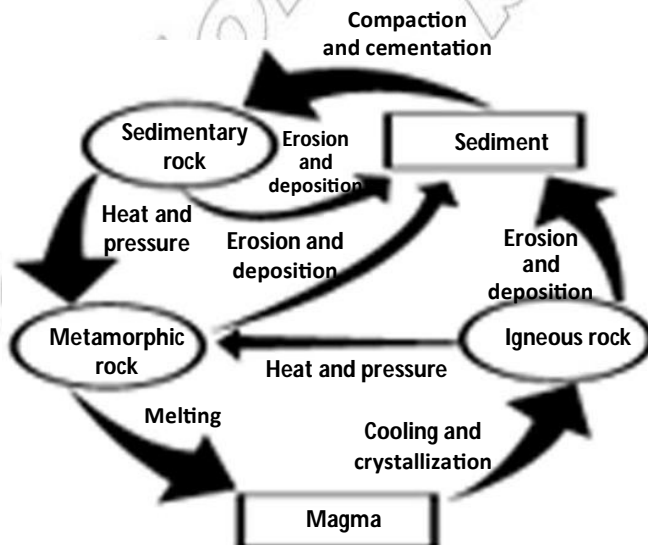 Compaction
and cementation
Sedimentary
rock
Erosion
and
deposition
Sediment
Heat and
pressure
Erosion and
deposition
Erosion
and
deposition
Metamorphic
rock
Heat and pressure
Igneous rock
Melting
Cooling and
crystallization
Magma